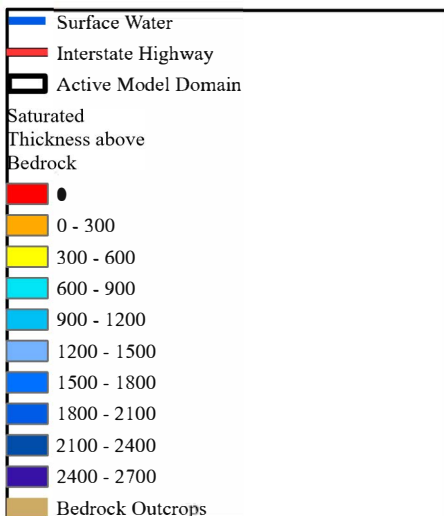 Surface Water
Interstate Highway
Active Model Domain
Saturated
Thickness above
Bedrock
0
0 - 300
300 - 600
600 - 900
900 - 1200
1200 - 1500
1500 - 1800
1800 - 2100
2100 - 2400
2400 - 2700
Bedrock Outcrops